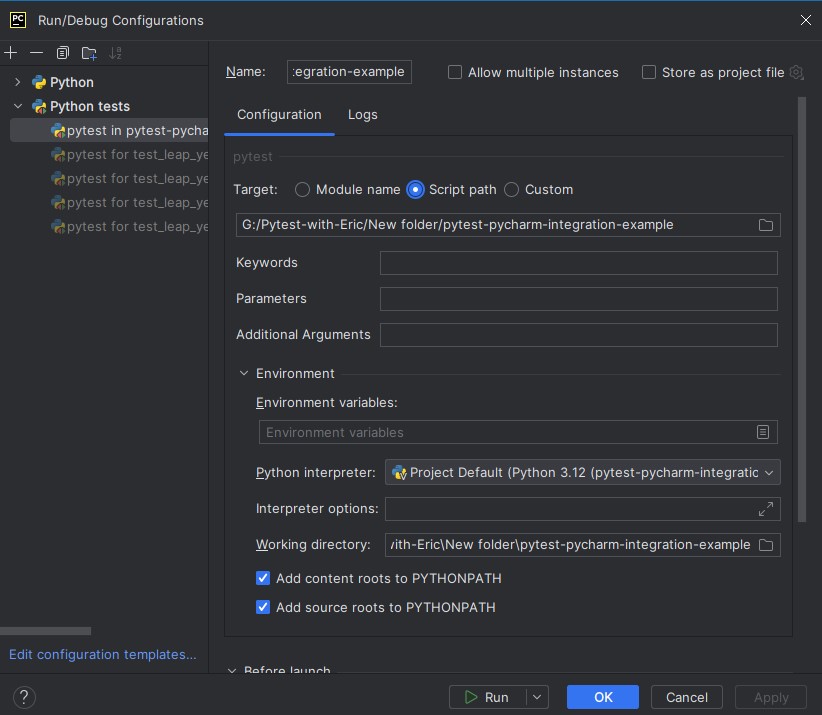 PC Run/Debug Configurations
Name: :egration-example Allow multiple instances Store as project file
Python
Python tests
pytest in pytest-pycha
pytest for test_leap_ye
pytest for test_leap_ye
pytest for test_leap_ye
pytest for test_leap_ye
Edit configuration templates...
Configuration Logs
pytest
Target: Module name Script path Custom
G:/Pytest-with-Eric/New folder/pytest-pycharm-integration-example
Keywords
Parameters
Additional Arguments
Environment
Environment variables:
Environment variables
Python interpreter: Project Default (Python 3.12 (pytest-pycharm-integratic
Interpreter options:
Working directory: /ith-Eric\New folder\pytest-pycharm-integration-example
Add content roots to PYTHONPATH
Add source roots to PYTHONPATH
Before launch
? Run OK Cancel Apply